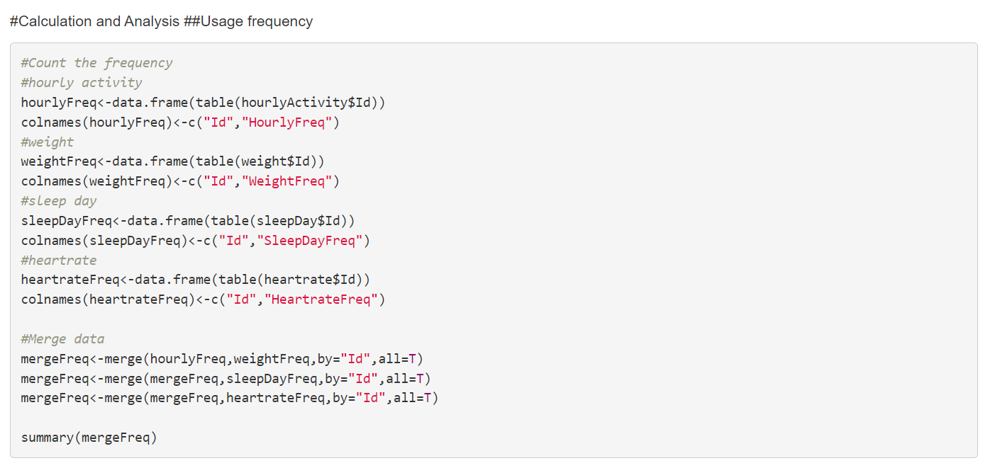 #Calculation and Analysis ##Usage frequency
#Count the frequency
#hourly activity
hourlyFreq<-data.frame(table(hourlyActivity$Id))
colnames(hourlyFreq)<-c("Id","HourlyFreq")
#weight
weightFreq<-data.frame(table(weight$Id))
colnames(weightFreq)<-c("Id","WeightFreq")
#sleep day
sleepDayFreq<-data.frame(table(sleepDay$Id))
colnames(sleepDayFreq)<-c("Id","SleepDayFreq")
#heartrate
heartrateFreq<-data.frame(table(heartrate$Id))
colnames(heartrateFreq)<-c("Id","HeartrateFreq")
#Merge data
mergeFreq<-merge(hourlyFreq,weightFreq,by="Id",all=T)
mergeFreq<-merge(mergeFreq,sleepDayFreq,by="Id",all=T)
mergeFreq<-merge(mergeFreq,heartrateFreq,by="Id",all=T)
summary(mergeFreq)